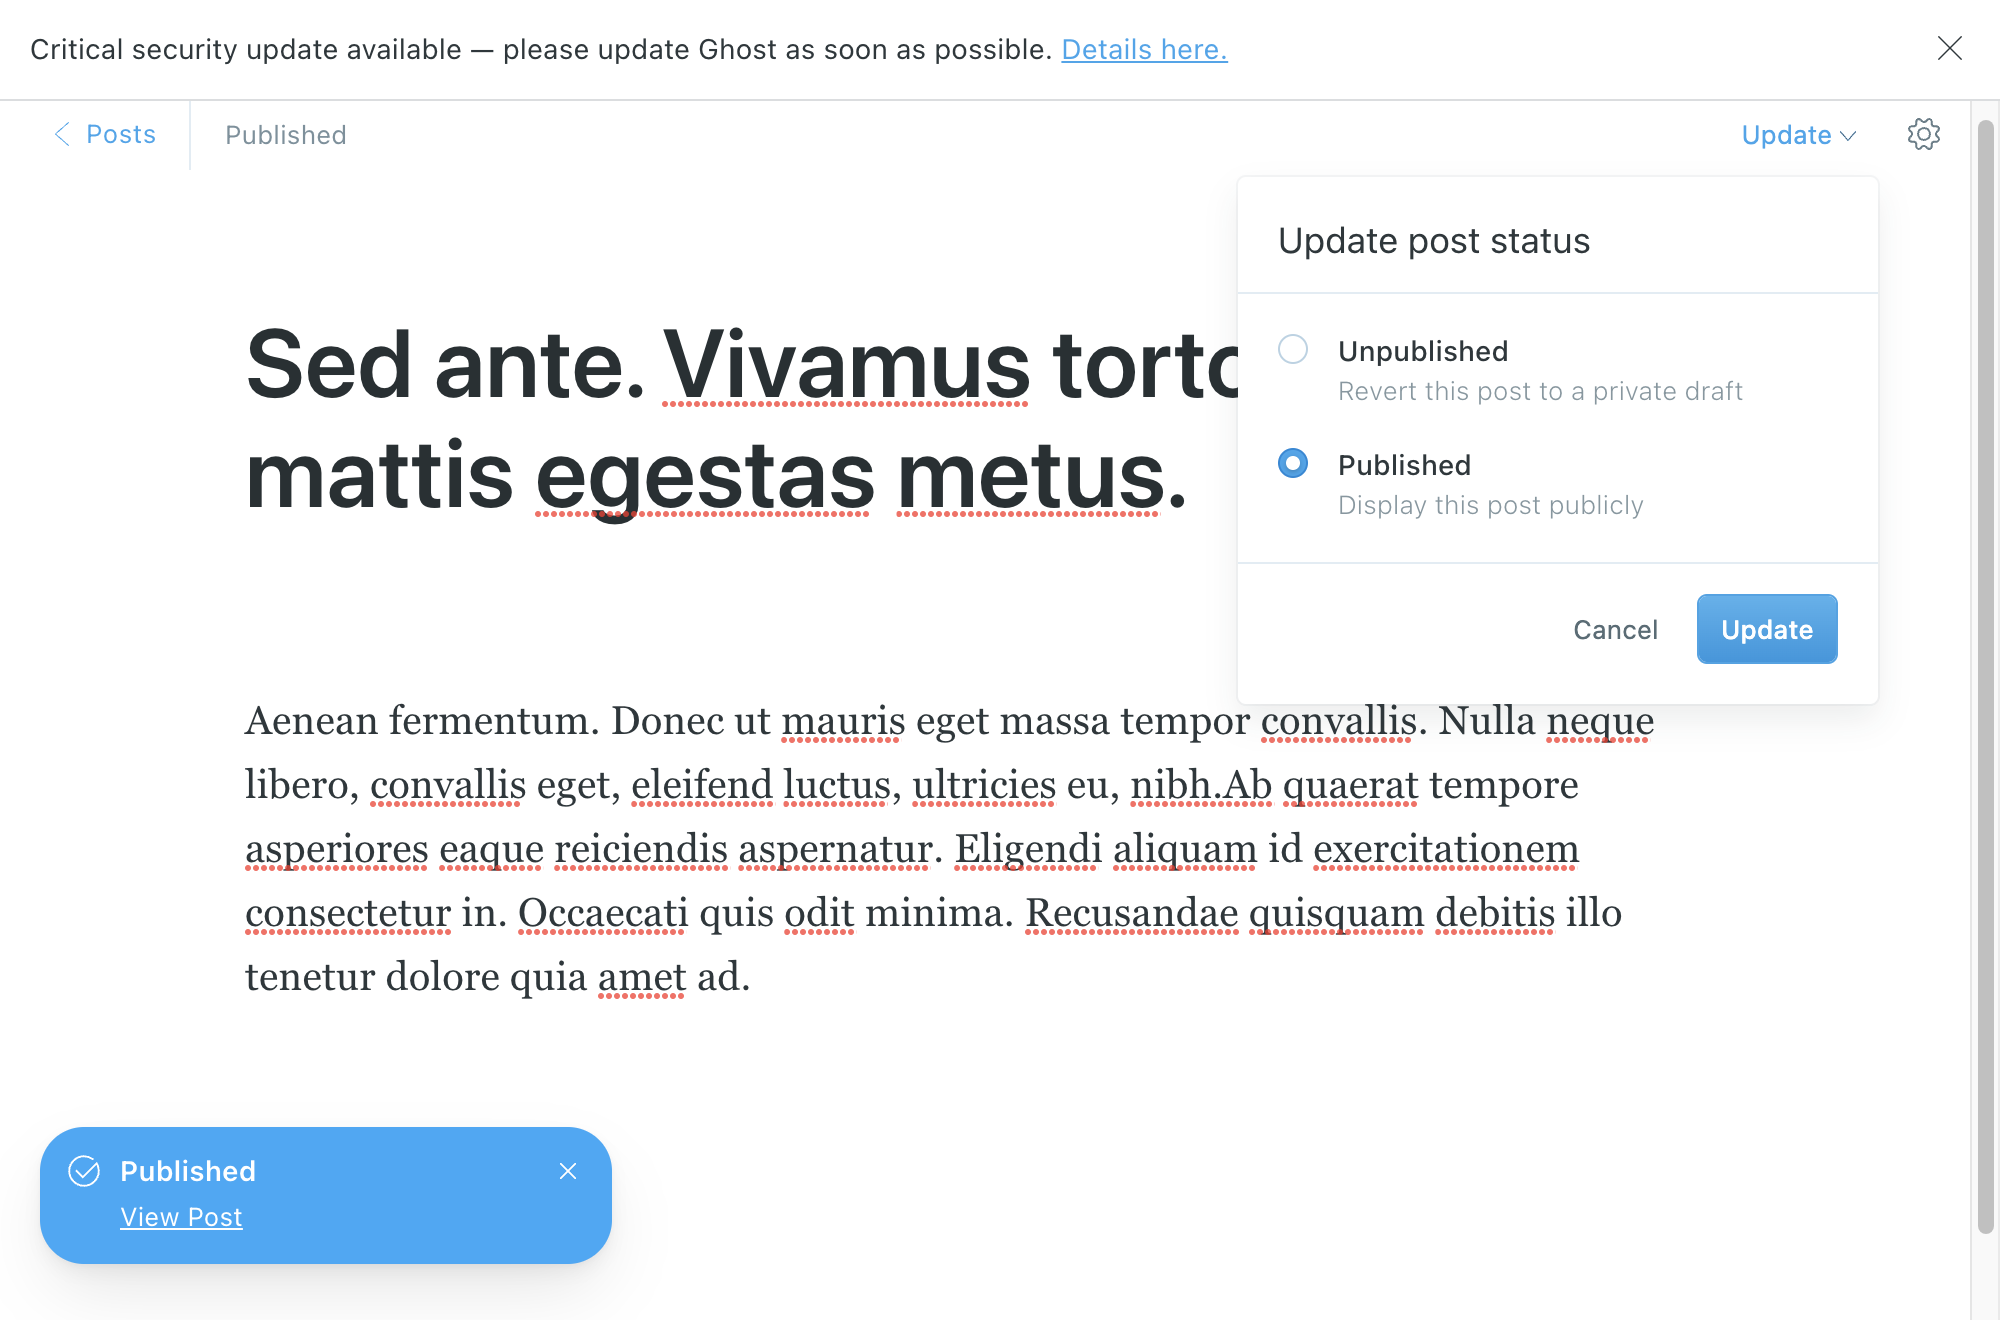 Critical security update available — please update Ghost as soon as possible. Details here.
Posts
Published
Update
Update post status
Unpublished
Revert this post to a private draft
Published
Display this post publicly
Cancel
Update
Sed ante. Vivamus
mattis egestas metus.
Aenean fermentum. Donec ut mauris eget massa tempor convallis. Nulla neque
libero, convallis eget, eleifend luctus, ultricies eu, nibh.Ab quaerat tempore
asperiores eaque reiciendis aspernatur. Eligendi aliquam id exercitationem
consectetur in. Occaecati quis odit minima. Recusandae quisquam debitis illo
tenetur dolore quia amet ad.
Published
View Post